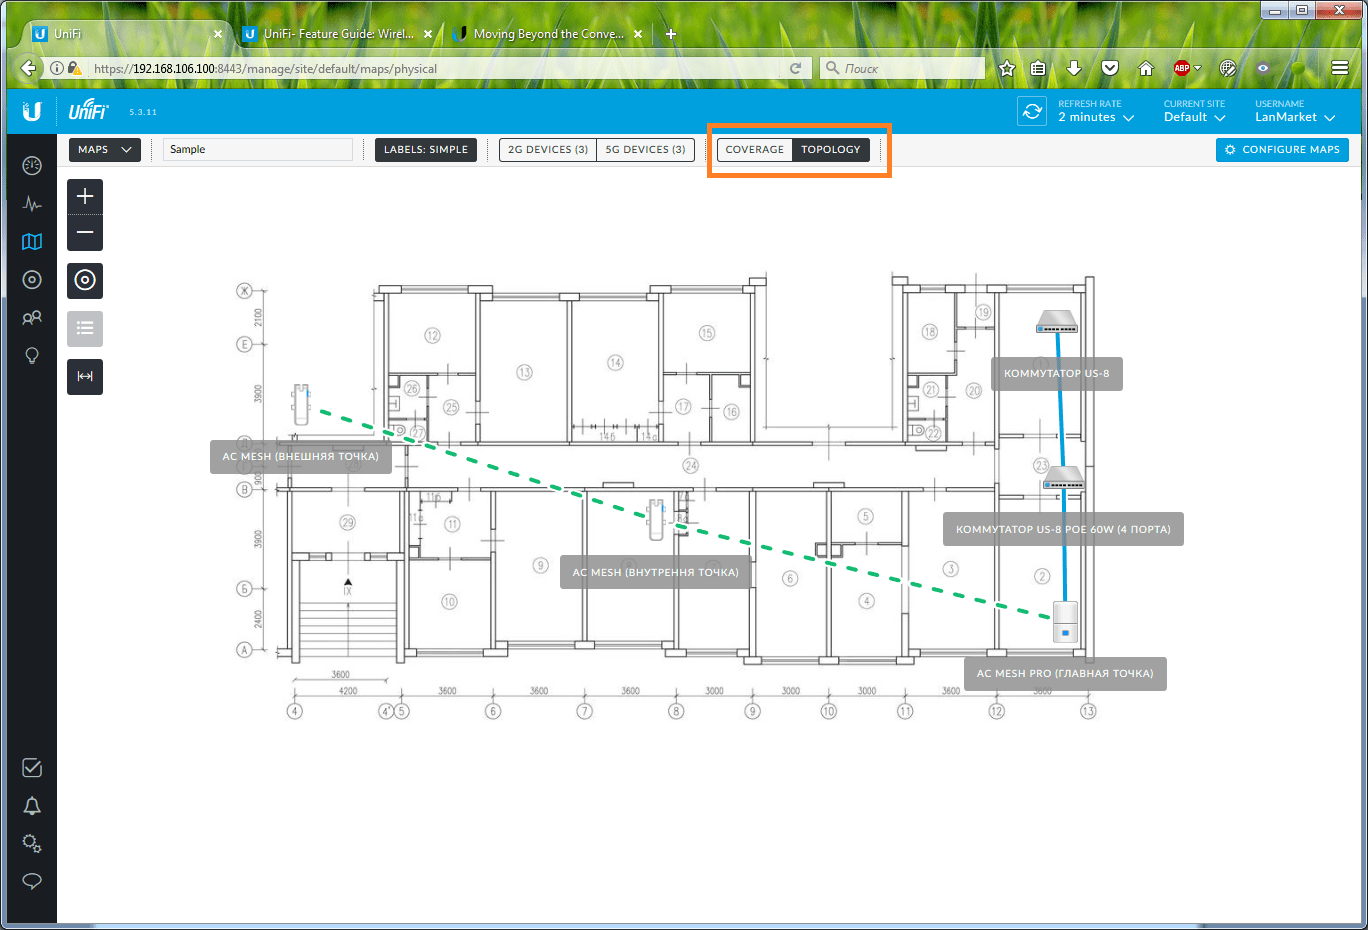 UniFi
UniFi- Feature Guide: Wirel...
Moving Beyond the Conve...
https://192.168.106.100:8443/manage/site/default/maps/physical
Поиск
ABP
UniFi
5.3.11
REFRESH RATE
2 minutes
CURRENT SITE
Default
USERNAME
LanMarket
MAPS
Sample
LABELS: SIMPLE
2G DEVICES (3)
5G DEVICES (3)
COVERAGE
TOPOLOGY
CONFIGURE MAPS
Ж
2100
Е
3900
900
В
3900
Б
2400
А
12
13
14
15
18
19
26
25
27
17
16
21
20
22
14б
14а
24
23
29
11б
11а
11
10
9
6
5
4
3
2
IX
КОММУТАТОР US-8
AC MESH (ВНЕШНЯЯ ТОЧКА)
КОММУТАТОР US-8 POE 60W (4 ПОРТА)
AC MESH (ВНУТРЕННЯ ТОЧКА)
AC MESH PRO (ГЛАВНАЯ ТОЧКА)
3600
4200 3600 3600 3600 3000 3000 3000 3600 3600
4 4' 5 6 7 8 9 10 11 12 13